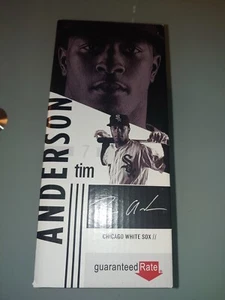 ANDERSON
tim
CHICAGO WHITE SOX //
guaranteedRate